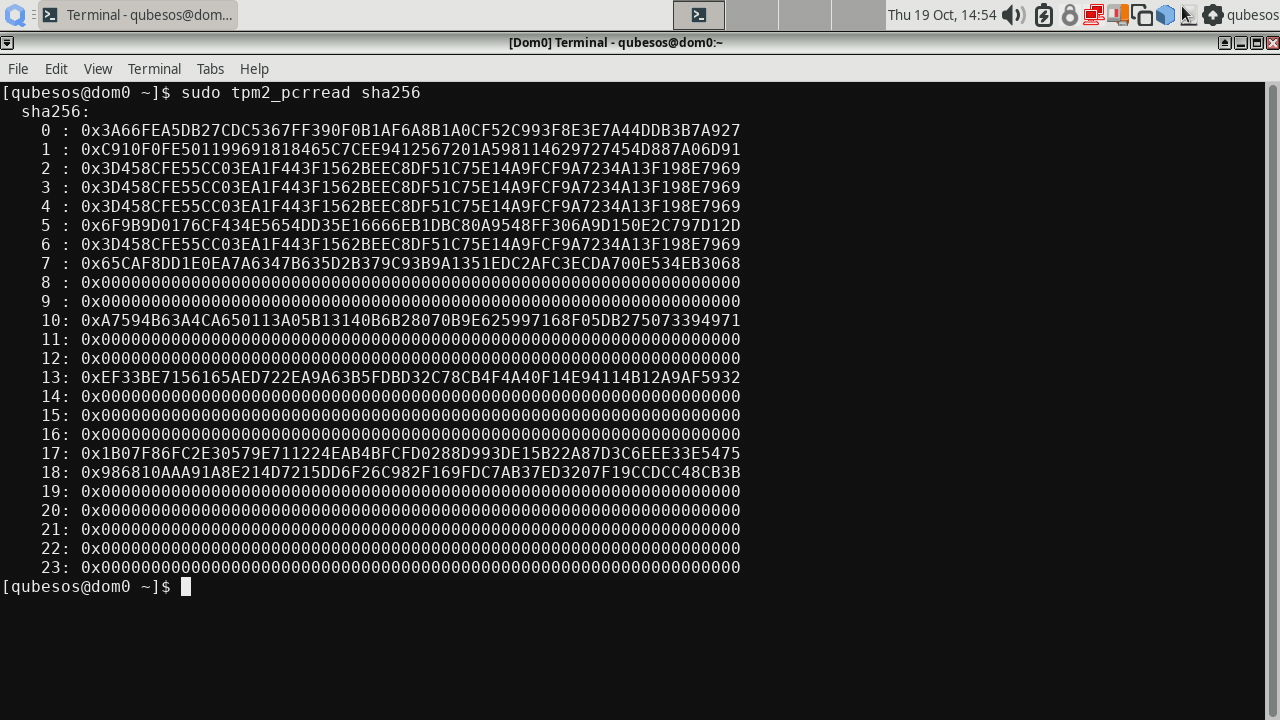 Terminal - qubesos@dom...
Thu 19 Oct, 14:54
qubesos
[Dom0] Terminal - qubesos@dom0:~
File Edit View Terminal Tabs Help
[qubesos@dom0 ~]$ sudo tpm2_pcrread sha256
  sha256:
    0 : 0x3A66FEA5DB27CDC5367FF390F0B1AF6A8B1A0CF52C993F8E3E7A44DDB3B7A927
    1 : 0xC910F0FE501199691818465C7CEE9412567201A598114629727454D887A06D91
    2 : 0x3D458CFE55CC03EA1F443F1562BEEC8DF51C75E14A9FCF9A7234A13F198E7969
    3 : 0x3D458CFE55CC03EA1F443F1562BEEC8DF51C75E14A9FCF9A7234A13F198E7969
    4 : 0x3D458CFE55CC03EA1F443F1562BEEC8DF51C75E14A9FCF9A7234A13F198E7969
    5 : 0x6F9B9D0176CF434E5654DD35E16666EB1DBC80A9548FF306A9D150E2C797D12D
    6 : 0x3D458CFE55CC03EA1F443F1562BEEC8DF51C75E14A9FCF9A7234A13F198E7969
    7 : 0x65CAF8DD1E0EA7A6347B635D2B379C93B9A1351EDC2AFC3ECDA700E534EB3068
    8 : 0x0000000000000000000000000000000000000000000000000000000000000000
    9 : 0x0000000000000000000000000000000000000000000000000000000000000000
    10: 0xA7594B63A4CA650113A05B13140B6B28070B9E625997168F05DB275073394971
    11: 0x0000000000000000000000000000000000000000000000000000000000000000
    12: 0x0000000000000000000000000000000000000000000000000000000000000000
    13: 0xEF33BE7156165AED722EA9A63B5FDBD32C78CB4F4A40F14E94114B12A9AF5932
    14: 0x0000000000000000000000000000000000000000000000000000000000000000
    15: 0x0000000000000000000000000000000000000000000000000000000000000000
    16: 0x0000000000000000000000000000000000000000000000000000000000000000
    17: 0x1B07F86FC2E30579E711224EAB4BFCFD0288D993DE15B22A87D3C6EEE33E5475
    18: 0x986810AAA91A8E214D7215DD6F26C982F169FDC7AB37ED3207F19CCDCC48CB3B
    19: 0x0000000000000000000000000000000000000000000000000000000000000000
    20: 0x0000000000000000000000000000000000000000000000000000000000000000
    21: 0x0000000000000000000000000000000000000000000000000000000000000000
    22: 0x0000000000000000000000000000000000000000000000000000000000000000
    23: 0x0000000000000000000000000000000000000000000000000000000000000000
[qubesos@dom0 ~]$